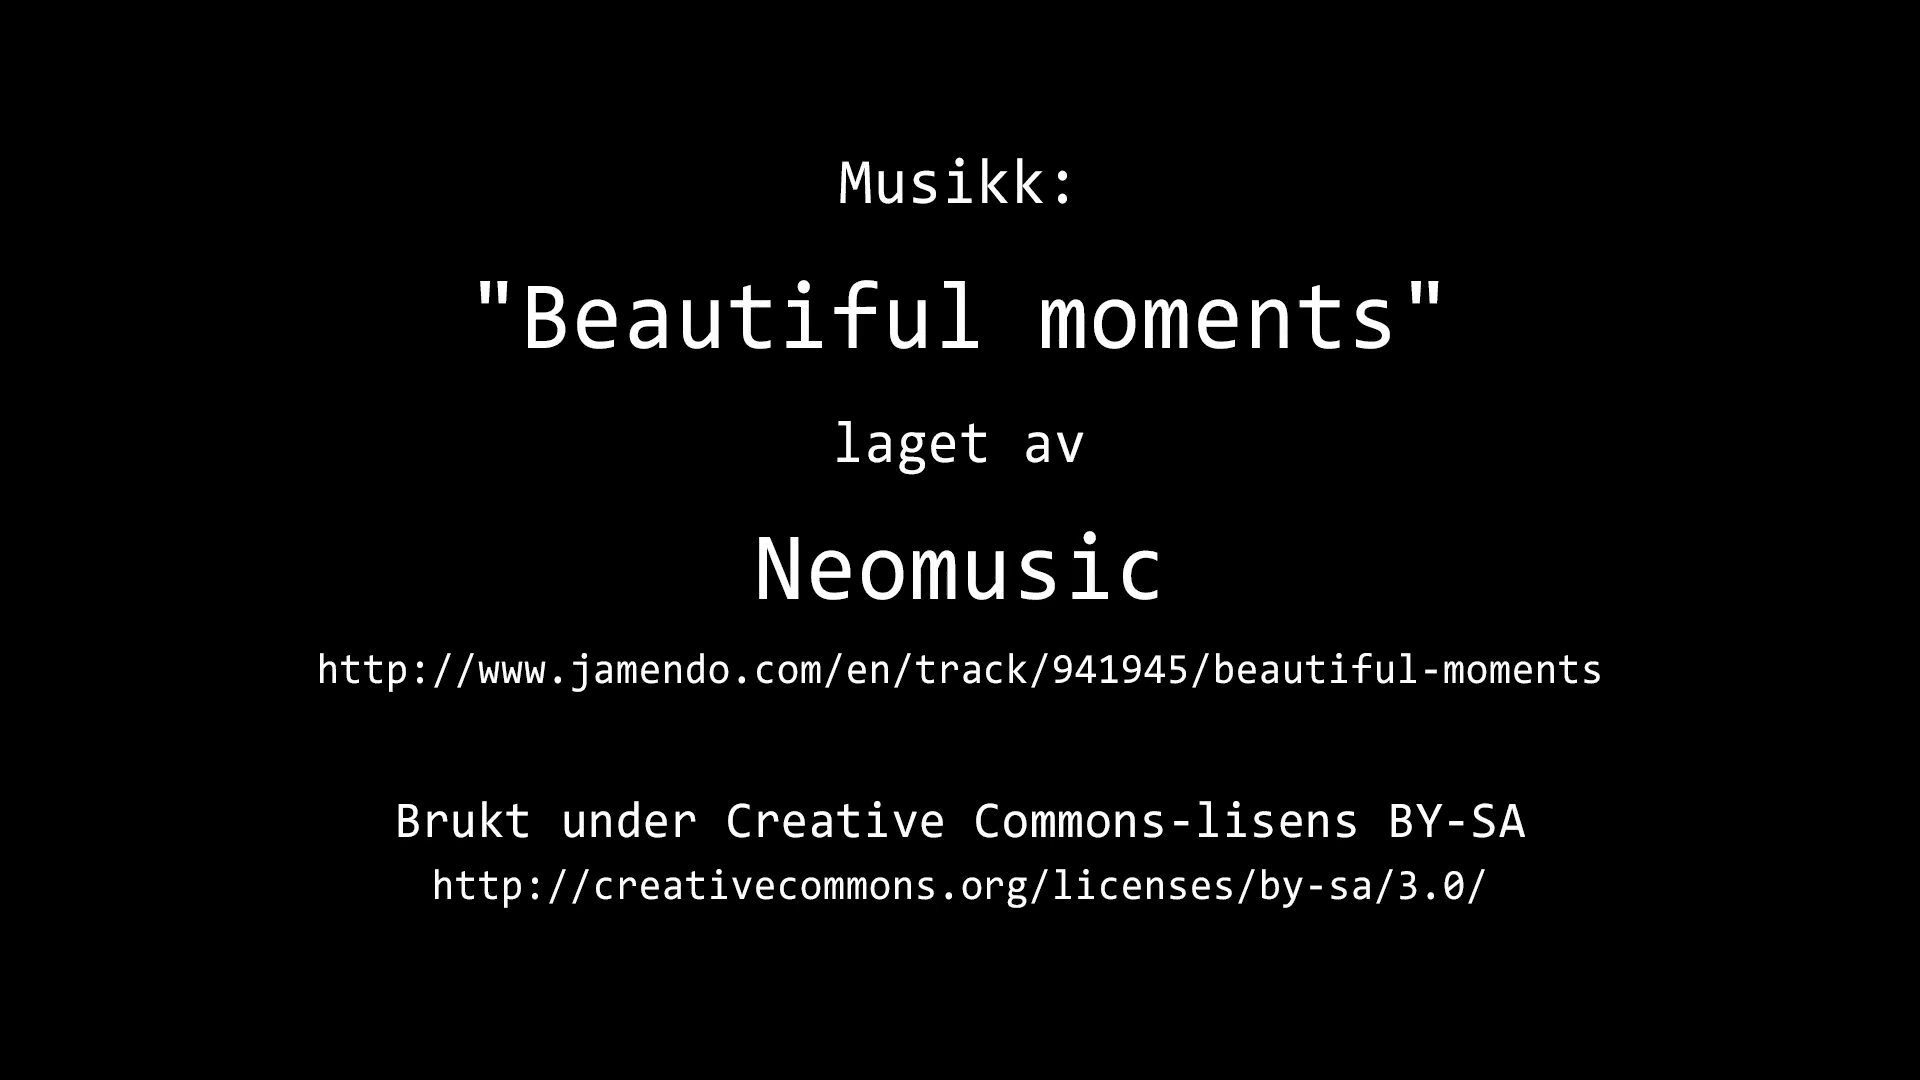 Musikk:
"Beautiful moments"
laget av
Neomusic
http://www.jamendo.com/en/track/941945/beautiful-moments
Brukt under Creative Commons-lisens BY-SA
http://creativecommons.org/licenses/by-sa/3.0/